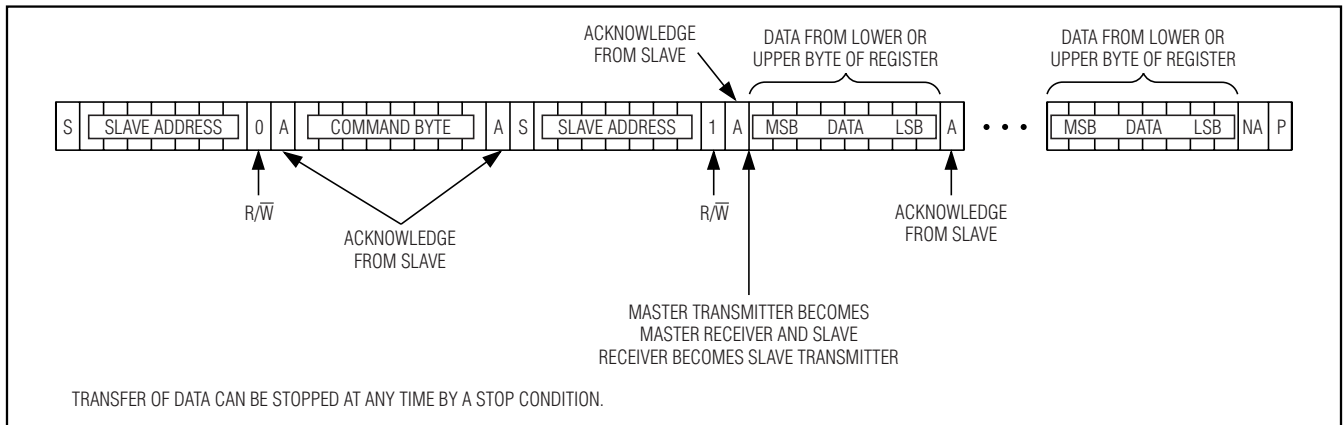 ACKNOWLEDGE
FROM SLAVE
DATA FROM LOWER OR
UPPER BYTE OF REGISTER
DATA FROM LOWER OR
UPPER BYTE OF REGISTER
S SLAVE ADDRESS 0 A COMMAND BYTE A S SLAVE ADDRESS 1 A MSB DATA LSB A • • • MSB DATA LSB NA P
R/W̅
ACKNOWLEDGE
FROM SLAVE
R/W̅
ACKNOWLEDGE
FROM SLAVE
MASTER TRANSMITTER BECOMES
MASTER RECEIVER AND SLAVE
RECEIVER BECOMES SLAVE TRANSMITTER
TRANSFER OF DATA CAN BE STOPPED AT ANY TIME BY A STOP CONDITION.